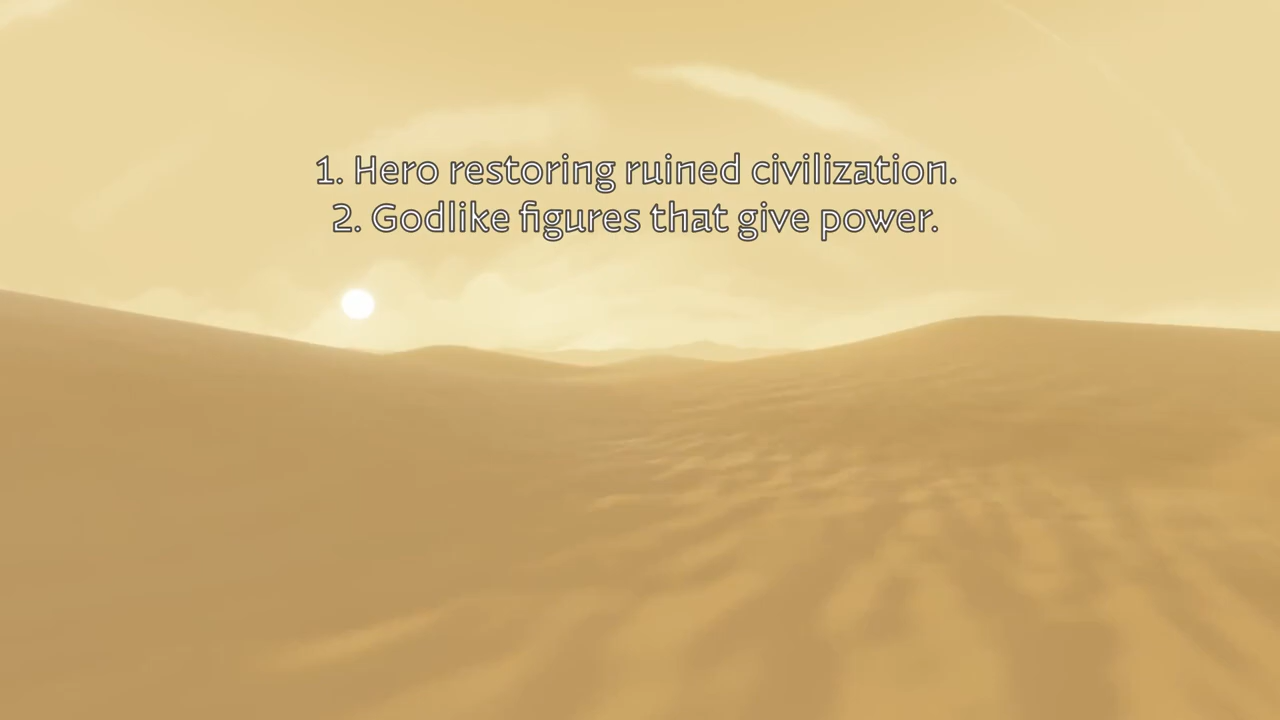 1. Hero restoring ruined civilization.
2. Godlike figures that give power.